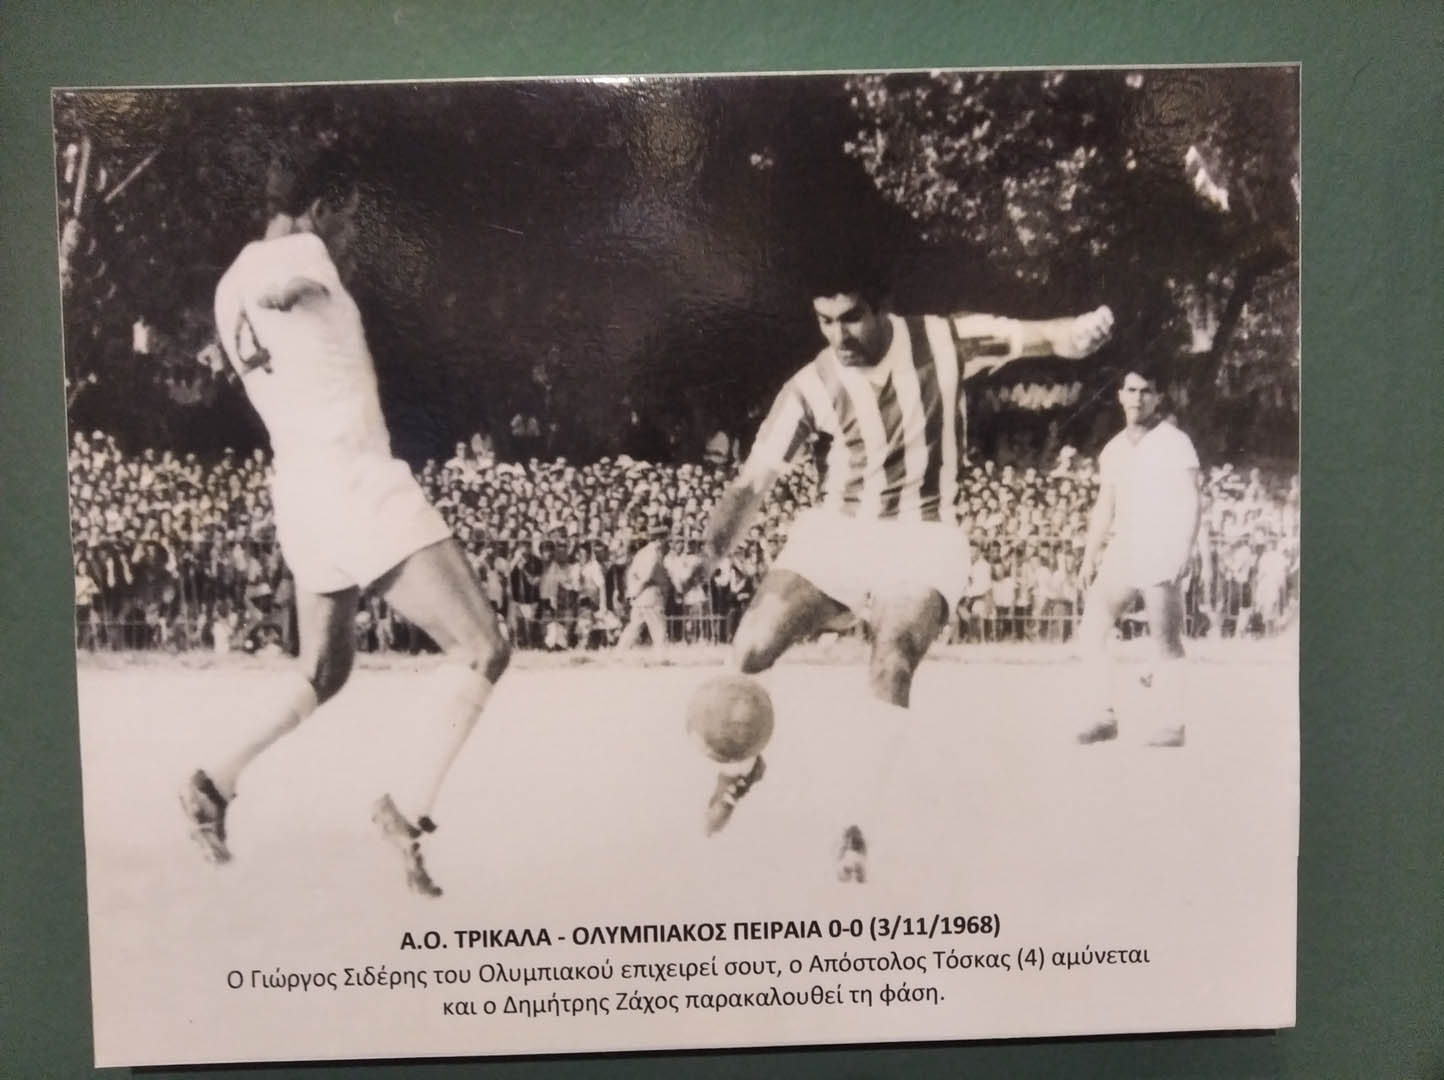 4
Α.Ο. ΤΡΙΚΑΛΑ - ΟΛΥΜΠΙΑΚΟΣ ΠΕΙΡΑΙΑ 0-0 (3/11/1968)
Ο Γιώργος Σιδέρης του Ολυμπιακού επιχειρεί σουτ, ο Απόστολος Τόσκας (4) αμύνεται
και ο Δημήτρης Ζάχος παρακαλουθεί τη φάση.